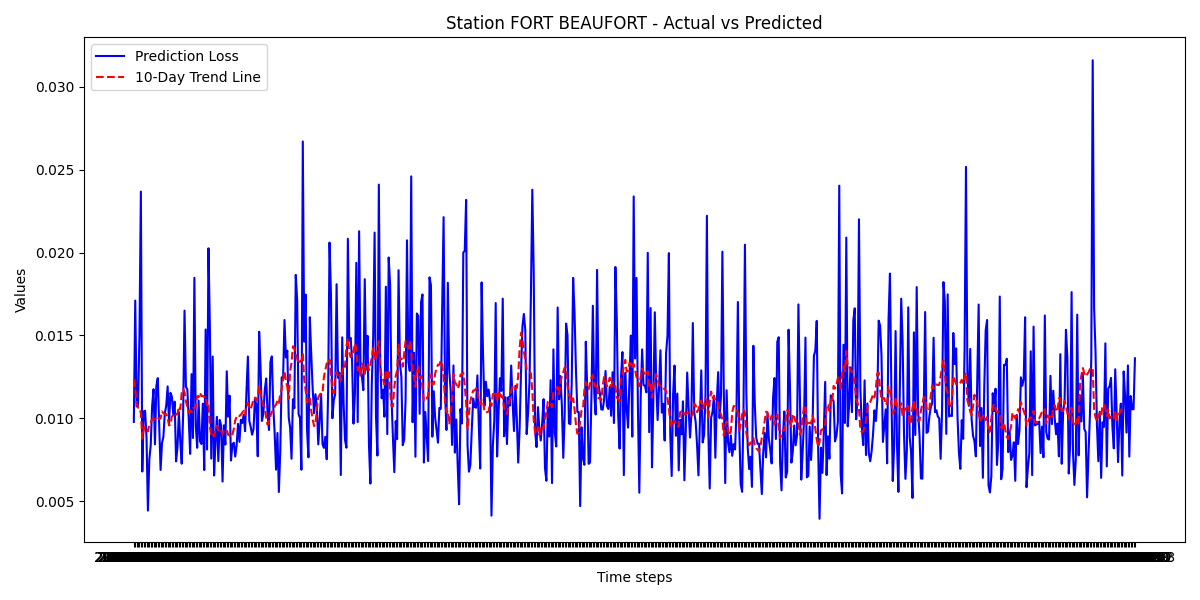 Station FORT BEAUFORT - Actual vs Predicted
Prediction Loss
10-Day Trend Line
0.030
0.025
0.020
0.015
0.010
0.005
Values
Time steps